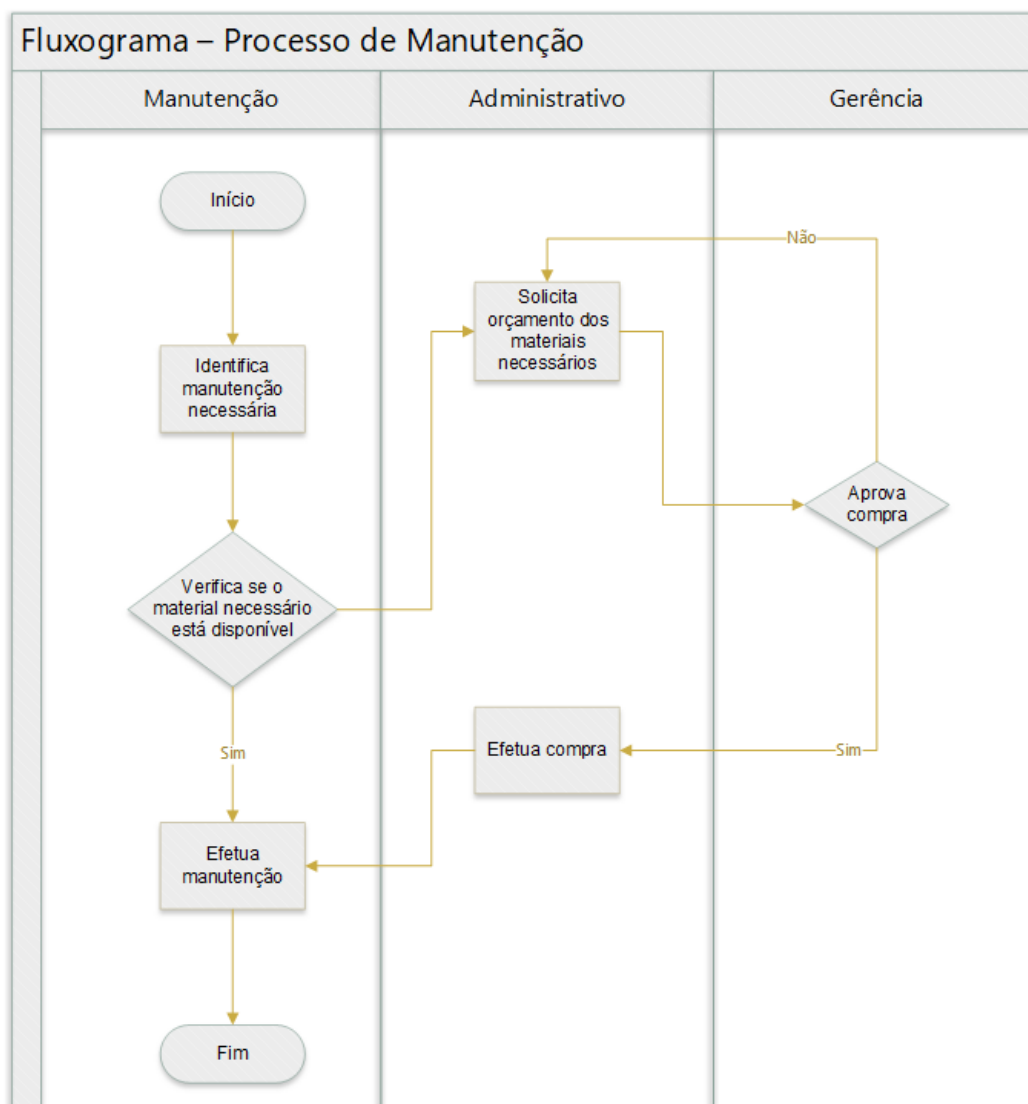 Fluxograma – Processo de Manutenção
Manutenção
Administrativo
Gerência
Início
Não
Solicita
orçamento dos
materiais
necessários
Identifica
manutenção
necessária
Aprova
compra
Verifica se o
material necessário
está disponível
Sim
Efetua compra
Sim
Efetua
manutenção
Fim